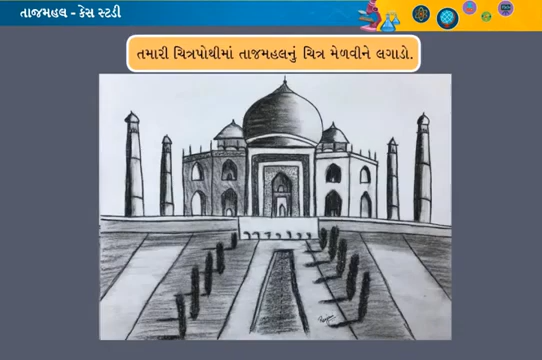 તાજમહલ - કેસ સ્ટડી
તમારી ચિત્રપોથીમાં તાજમહલનું ચિત્ર મેળવીને લગાડો.